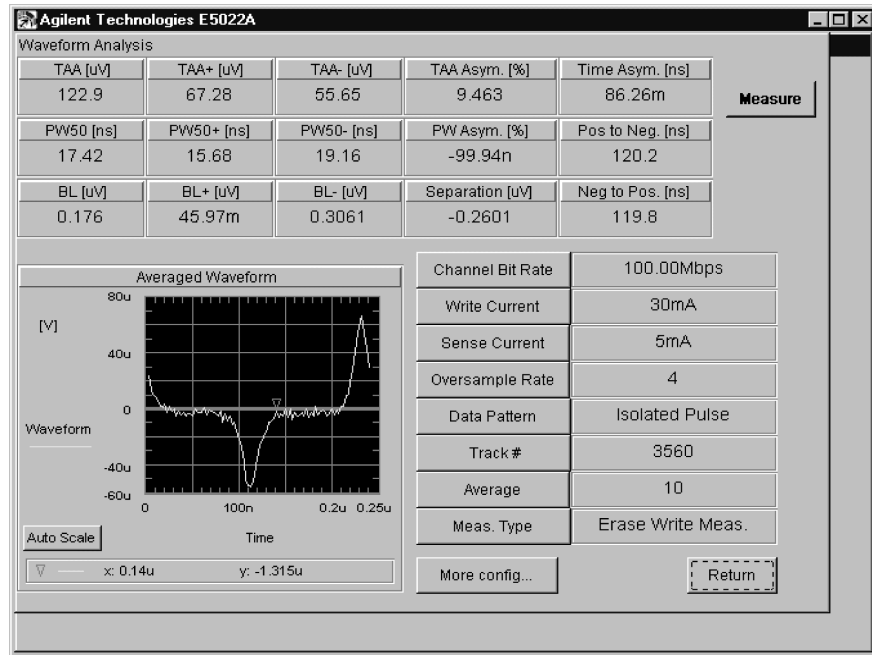 Agilent Technologies E5022A
Waveform Analysis
TAA [uV] TAA+ [uV] TAA- [uV] TAA Asym. [%] Time Asym. [ns]
122.9 67.28 55.65 9.463 86.26m
Measure
PW50 [ns] PW50+ [ns] PW50- [ns] PW Asym. [%] Pos to Neg. [ns]
17.42 15.68 19.16 -99.94n 120.2
BL [uV] BL+ [uV] BL- [uV] Separation [uV] Neg to Pos. [ns]
0.176 45.97m 0.3061 -0.2601 119.8
Averaged Waveform
80u
[V]
40u
0
Waveform
-40u
-60u
0 100n 0.2u 0.25u
Auto Scale Time
x: 0.14u y: -1.315u
Channel Bit Rate 100.00Mbps
Write Current 30mA
Sense Current 5mA
Oversample Rate 4
Data Pattern Isolated Pulse
Track # 3560
Average 10
Meas. Type Erase Write Meas.
More config... Return